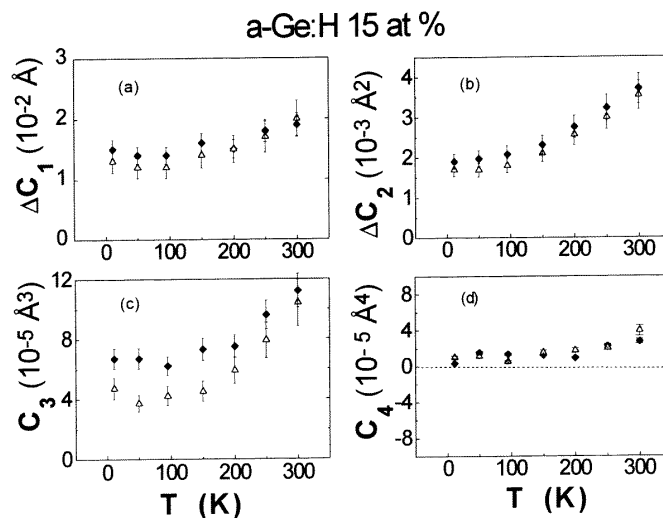 a-Ge:H 15 at %
(a)
ΔC₁ (10⁻² Å)
3
2
1
0
0 100 200 300
(b)
ΔC₂ (10⁻³ Å²)
4
3
2
1
0
0 100 200 300
(c)
C₃ (10⁻⁵ Å³)
12
8
4
0
0 100 200 300
T (K)
(d)
C₄ (10⁻⁵ Å⁴)
8
4
0
-4
-8
0 100 200 300
T (K)